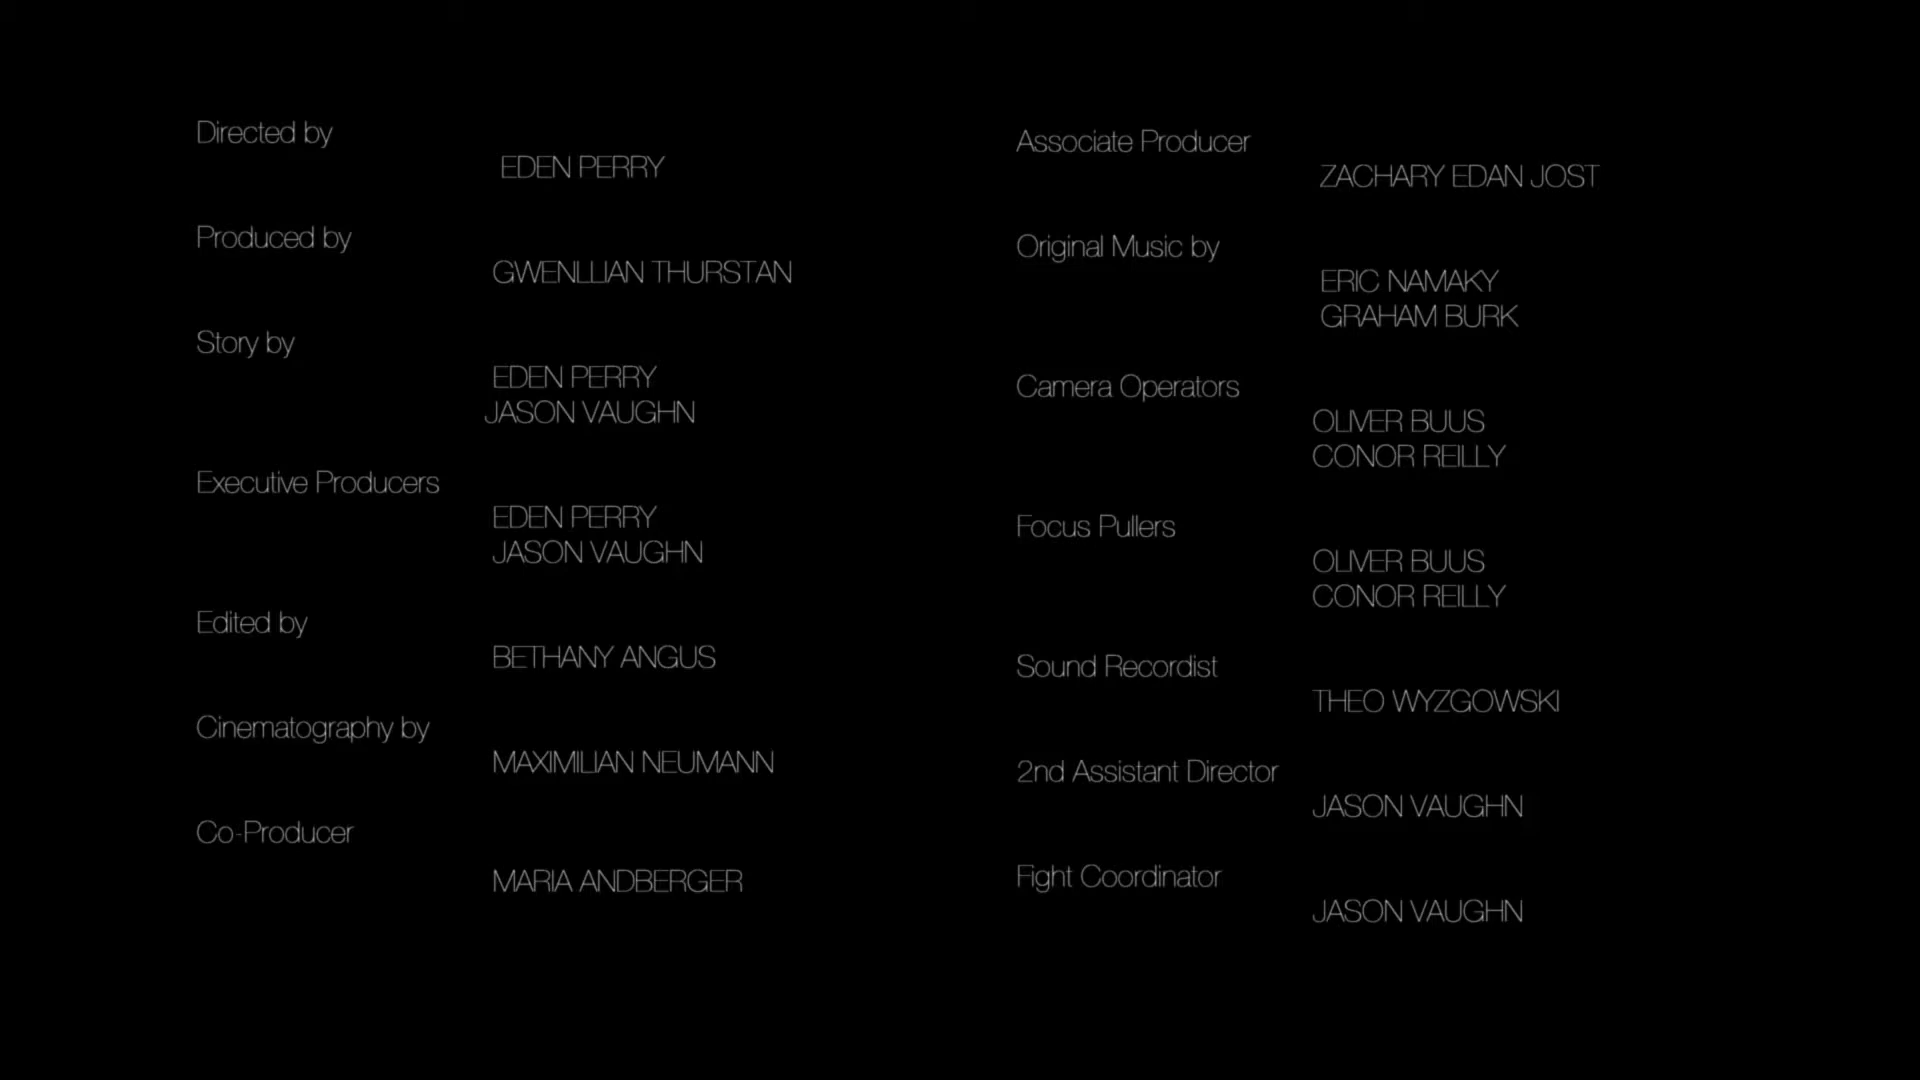 Directed by
EDEN PERRY
Produced by
GWENLLIAN THURSTAN
Story by
EDEN PERRY
JASON VAUGHN
Executive Producers
EDEN PERRY
JASON VAUGHN
Edited by
BETHANY ANGUS
Cinematography by
MAXIMILIAN NEUMANN
Co-Producer
MARIA ANDBERGER
Associate Producer
ZACHARY EDAN JOST
Original Music by
ERIC NAMAKY
GRAHAM BURK
Camera Operators
OLIVER BUUS
CONOR REILLY
Focus Pullers
OLIVER BUUS
CONOR REILLY
Sound Recordist
THEO WYZGOWSKI
2nd Assistant Director
JASON VAUGHN
Fight Coordinator
JASON VAUGHN